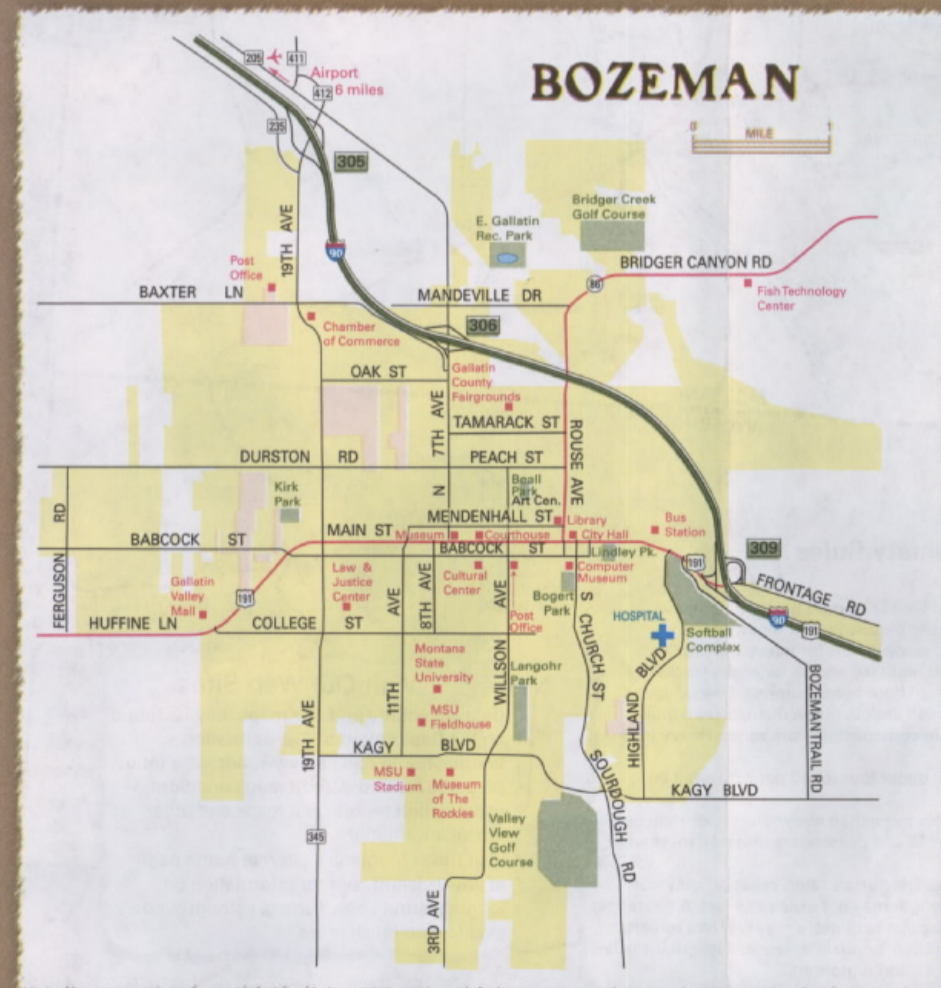 BOZEMAN
0 MILE 1
205
411
Airport
6 miles
412
235
305
19TH AVE
90
Bridger Creek
Golf Course
E. Gallatin
Rec. Park
BRIDGER CANYON RD
86
Fish Technology
Center
Post
Office
BAXTER LN
MANDEVILLE DR
Chamber
of Commerce
306
OAK ST
Gallatin
County
Fairgrounds
N 7TH AVE
TAMARACK ST
ROUSE AVE
DURSTON RD
PEACH ST
Kirk
Park
Beall
Park
Art Cen.
FERGUSON RD
MENDENHALL ST
Library
Bus
Station
MAIN ST
Museum
Courthouse
City Hall
BABCOCK ST
BABCOCK ST
Lindley Pk.
309
191
Gallatin
Valley
Mall
191
Law &
Justice
Center
8TH AVE
Cultural
Center
Computer
Museum
Bogert
Park
FRONTAGE RD
90
191
HUFFINE LN
COLLEGE ST
Post
Office
HOSPITAL
Softball
Complex
11TH AVE
WILLSON AVE
S CHURCH ST
HIGHLAND BLVD
BOZEMANTRAIL RD
Montana
State
University
Langohr
Park
MSU
Fieldhouse
19TH AVE
KAGY BLVD
MSU
Stadium
Museum
of The
Rockies
SOURDOUGH RD
KAGY BLVD
345
Valley
View
Golf
Course
3RD AVE